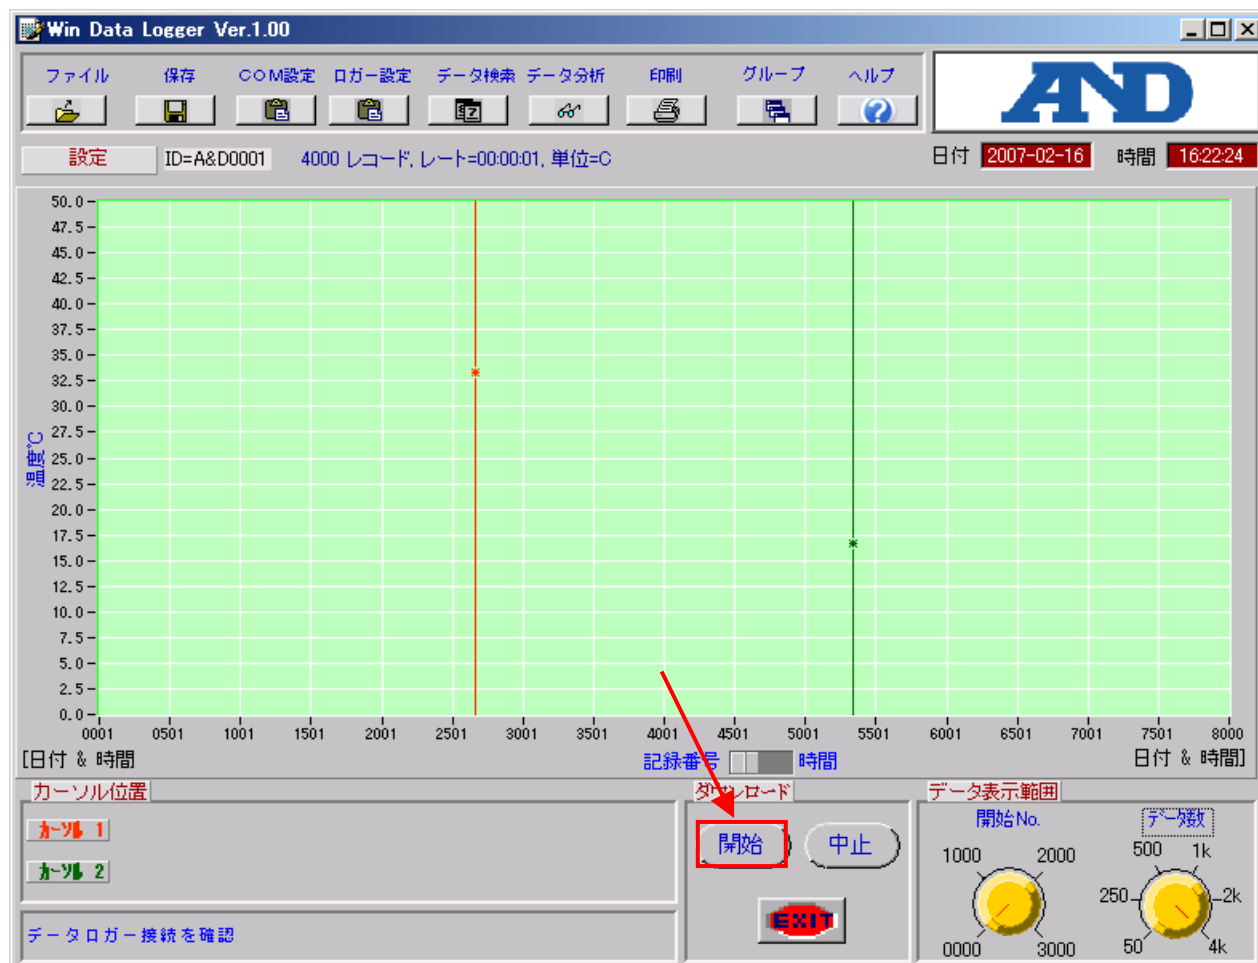 Win Data Logger Ver.1.00
ファイル 保存 COM設定 ロガー設定 データ検索 データ分析 印刷 グループ ヘルプ
AND
設定 ID=A&D0001 4000 レコード, レート=00:00:01, 単位=C 日付 2007-02-16 時間 16:22:24
50.0
47.5
45.0
42.5
40.0
37.5
35.0
32.5
30.0
27.5
25.0
22.5
20.0
17.5
15.0
12.5
10.0
7.5
5.0
2.5
0.0
温度℃
0001 0501 1001 1501 2001 2501 3001 3501 4001 4501 5001 5501 6001 6501 7001 7501 8000
[日付 & 時間 記録番号 時間 日付 & 時間]
カーソル位置 ダウンロード データ表示範囲
カーソル 1
カーソル 2
開始 中止
EXIT
開始No. データ数
1000 2000
0000 3000
500 1k
250 2k
50 4k
データロガー接続を確認